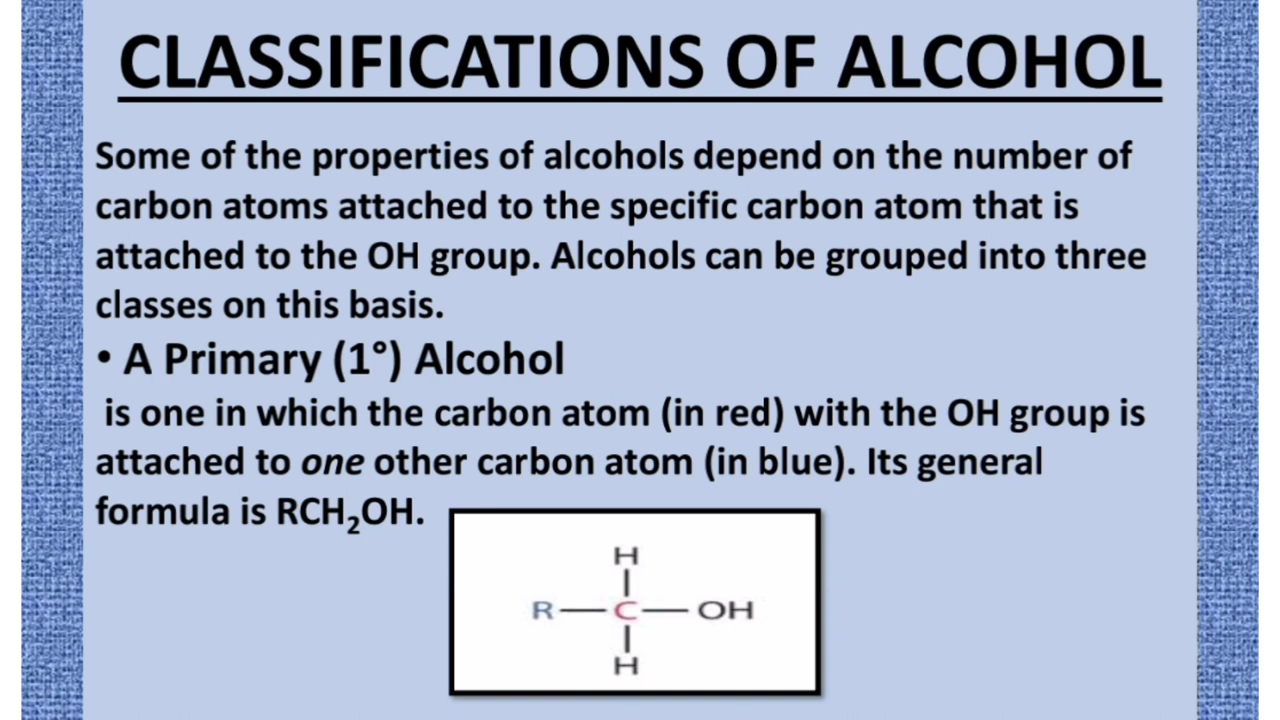 CLASSIFICATIONS OF ALCOHOL
Some of the properties of alcohols depend on the number of
carbon atoms attached to the specific carbon atom that is
attached to the OH group. Alcohols can be grouped into three
classes on this basis.
• A Primary (1°) Alcohol
is one in which the carbon atom (in red) with the OH group is
attached to one other carbon atom (in blue). Its general
formula is RCH₂OH.
H
R—C—OH
H